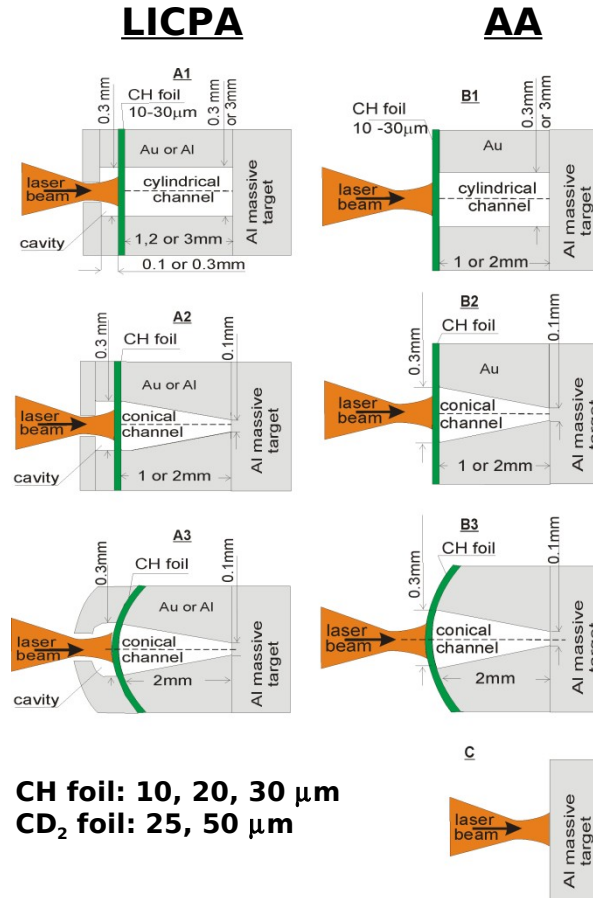 LICPA
AA
A1
0.3 mm
CH foil
10-30μm
0.3 mm
or 3mm
Au or Al
laser
beam
cylindrical
channel
cavity
1,2 or 3mm
0.1 or 0.3mm
Al massive
target
B1
CH foil
10 -30μm
0.3mm
or 3mm
Au
laser
beam
cylindrical
channel
1 or 2mm
Al massive
target
A2
0.3 mm
CH foil
0.1mm
Au or Al
laser
beam
conical
channel
cavity
1 or 2mm
Al massive
target
B2
0.3mm
CH foil
0.1mm
Au
laser
beam
conical
channel
1 or 2mm
Al massive
target
A3
0.3mm
CH foil
0.1mm
Au or Al
laser
beam
conical
channel
2mm
cavity
Al massive
target
B3
0.3mm
CH foil
0.1mm
laser
beam
conical
channel
2mm
Al massive
target
C
laser
beam
Al massive
target
CH foil: 10, 20, 30 μm
CD₂ foil: 25, 50 μm